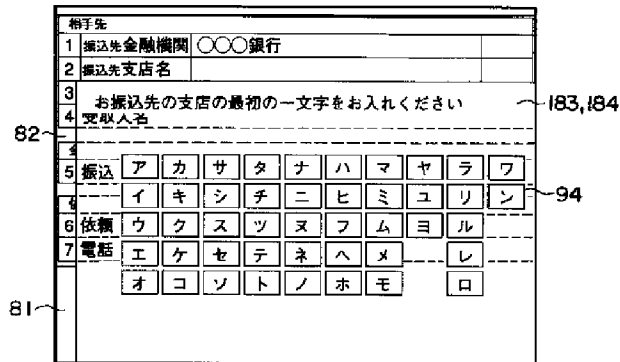 相手先
1 振込先金融機関 ○○○銀行
2 振込先支店名
3
お振込先の支店の最初の一文字をお入れください
183,184
4 受取人名
82
5 振込
ア カ サ タ ナ ハ マ ヤ ラ ワ
イ キ シ チ ニ ヒ ミ ユ リ ン
94
6 依頼 ウ ク ス ツ ヌ フ ム ヨ ル
7 電話 エ ケ セ テ ネ ヘ メ レ
オ コ ソ ト ノ ホ モ ロ
81